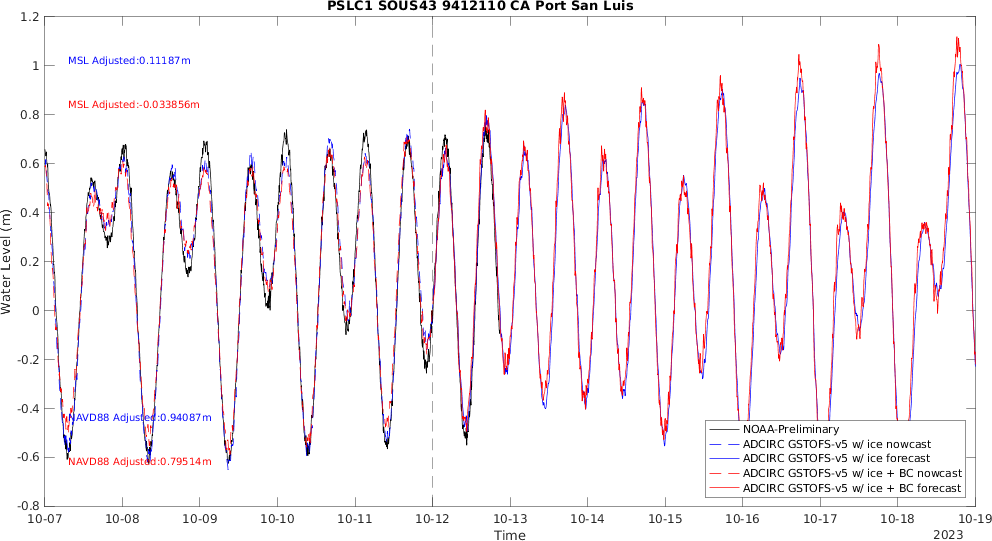 PSLC1 SOUS43 9412110 CA Port San Luis
1.2
1
0.8
0.6
0.4
0.2
0
-0.2
-0.4
-0.6
-0.8
Water Level (m)
MSL Adjusted:0.11187m
MSL Adjusted:-0.033856m
NAVD88 Adjusted:0.94087m
NAVD88 Adjusted:0.79514m
NOAA-Preliminary
ADCIRC GSTOFS-v5 w/ ice nowcast
ADCIRC GSTOFS-v5 w/ ice forecast
ADCIRC GSTOFS-v5 w/ ice + BC nowcast
ADCIRC GSTOFS-v5 w/ ice + BC forecast
10-07 10-08 10-09 10-10 10-11 10-12 10-13 10-14 10-15 10-16 10-17 10-18 10-19
Time
2023